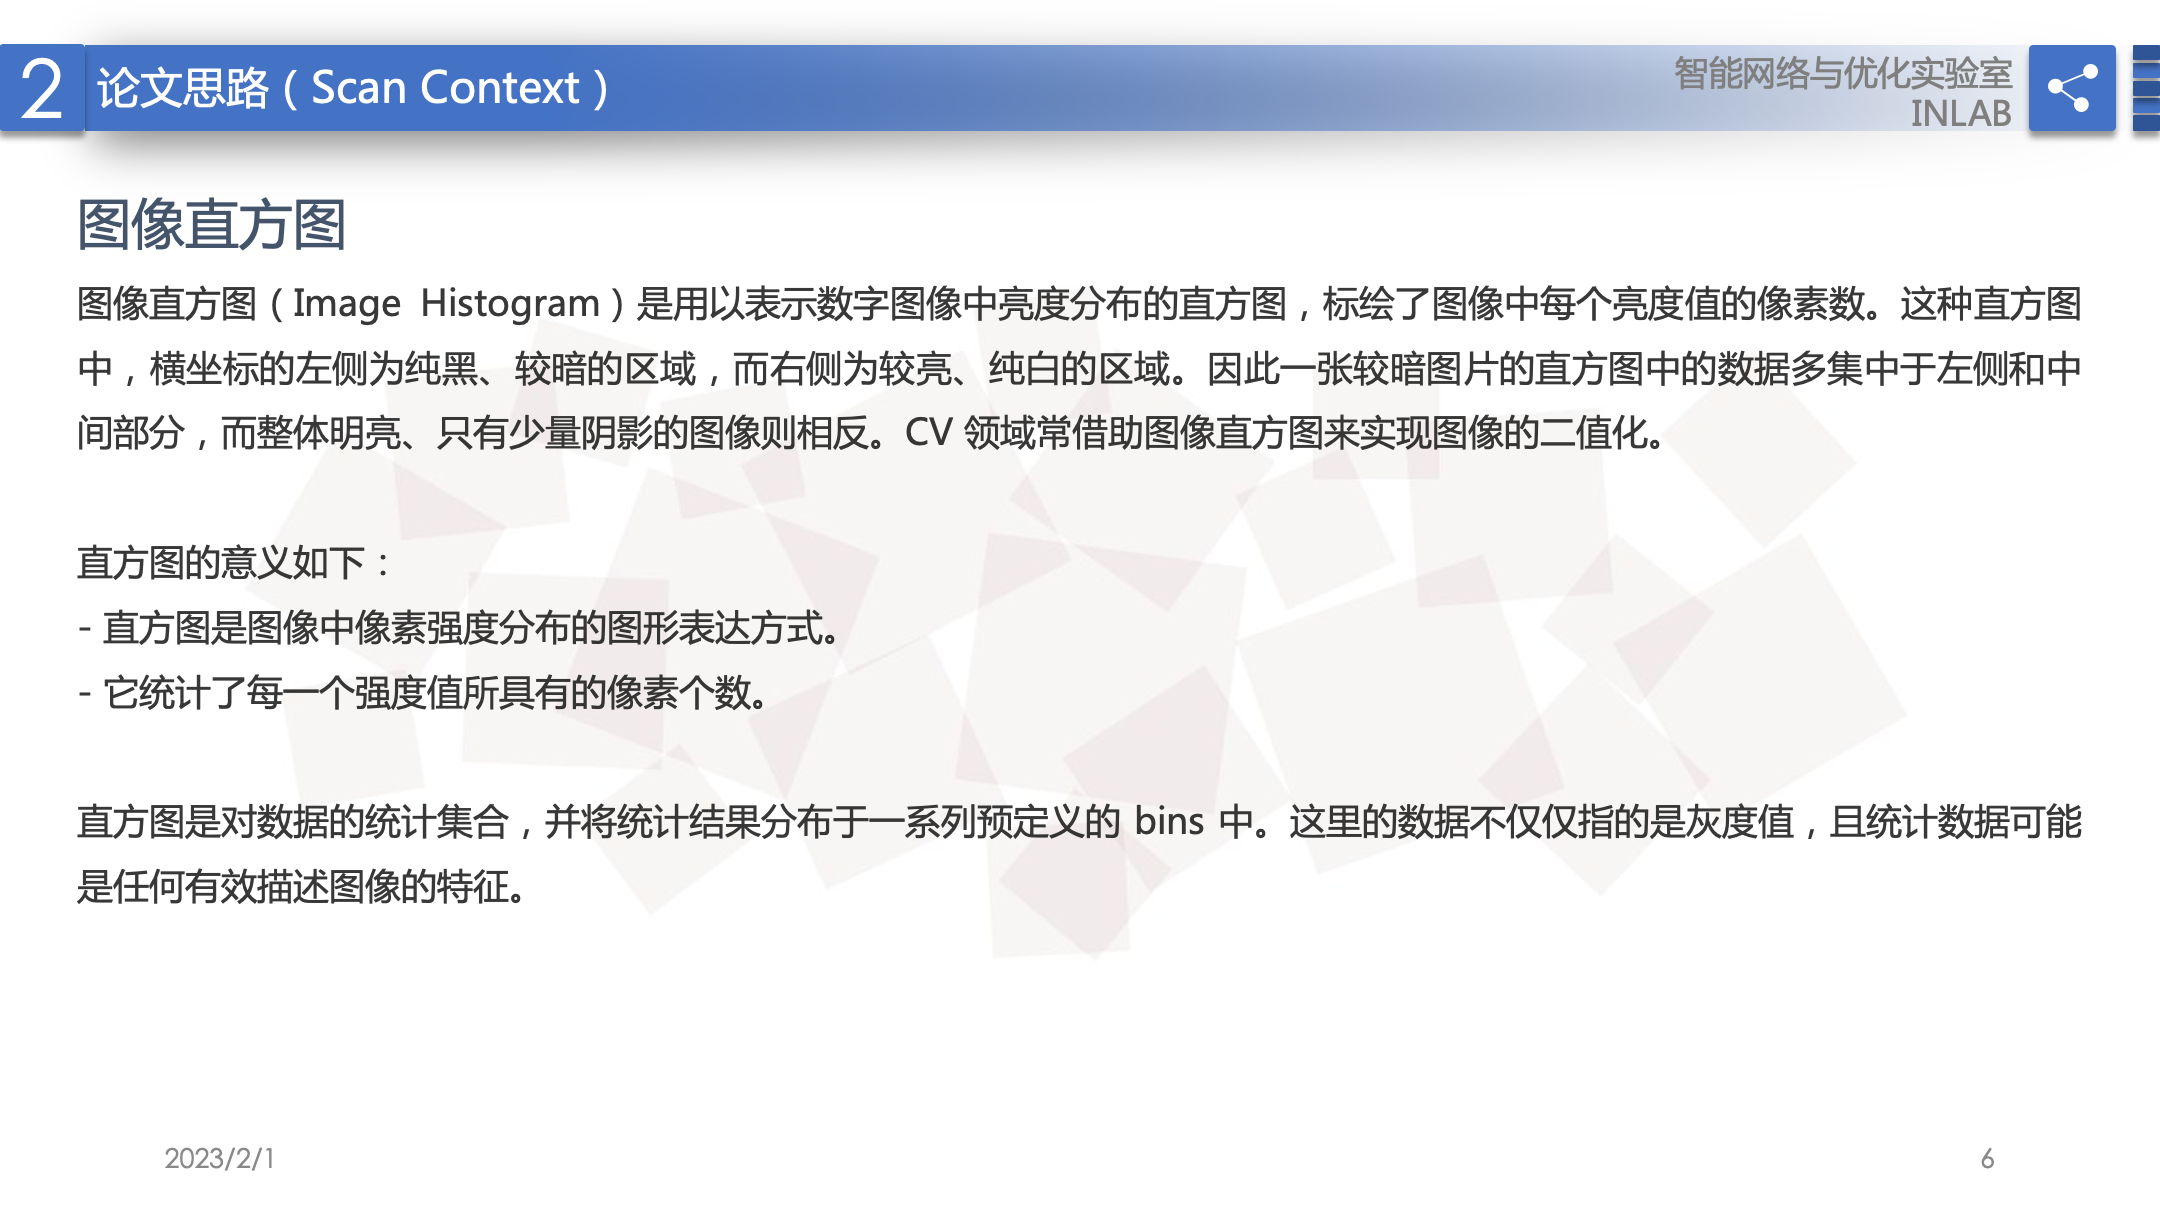 2
论文思路（Scan Context）
智能网络与优化实验室
INLAB
图像直方图
图像直方图（Image Histogram）是用以表示数字图像中亮度分布的直方图，标绘了图像中每个亮度值的像素数。这种直方图
中，横坐标的左侧为纯黑、较暗的区域，而右侧为较亮、纯白的区域。因此一张较暗图片的直方图中的数据多集中于左侧和中
间部分，而整体明亮、只有少量阴影的图像则相反。CV 领域常借助图像直方图来实现图像的二值化。
直方图的意义如下：
- 直方图是图像中像素强度分布的图形表达方式。
- 它统计了每一个强度值所具有的像素个数。
直方图是对数据的统计集合，并将统计结果分布于一系列预定义的 bins 中。这里的数据不仅仅指的是灰度值，且统计数据可能
是任何有效描述图像的特征。
2023/2/1
6